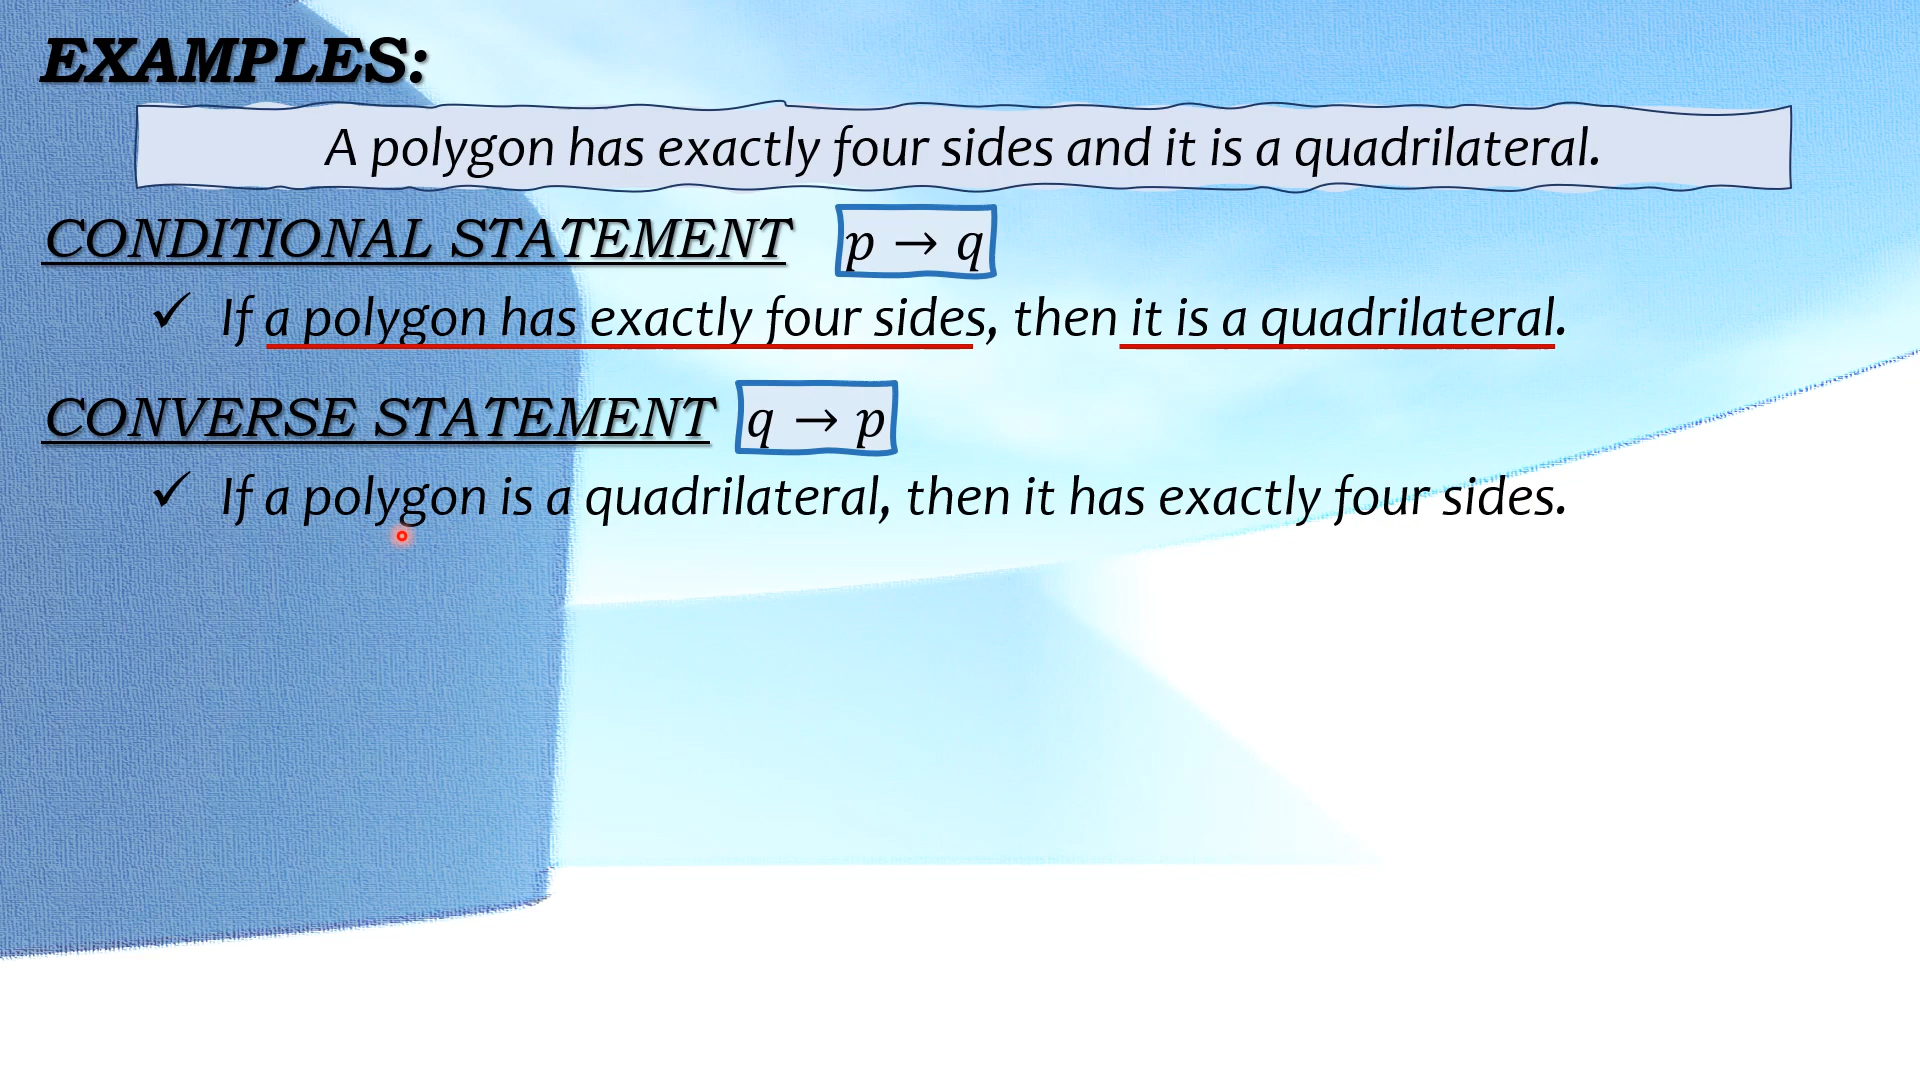 EXAMPLES:
A polygon has exactly four sides and it is a quadrilateral.
CONDITIONAL STATEMENT p → q
✓ If a polygon has exactly four sides, then it is a quadrilateral.
CONVERSE STATEMENT q → p
✓ If a polygon is a quadrilateral, then it has exactly four sides.